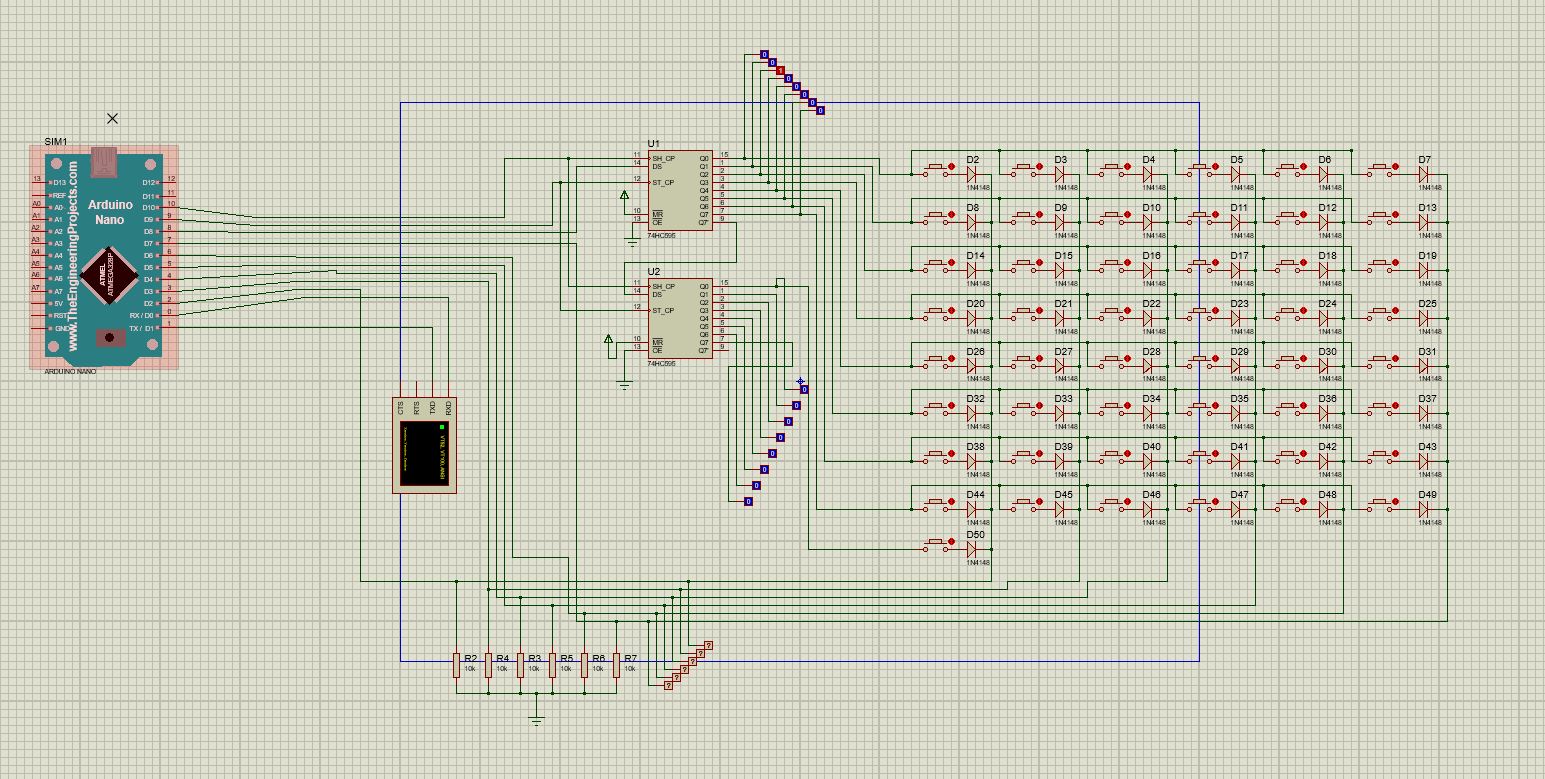 SIM1
www.TheEngineeringProjects.com
Arduino
Nano
ATMEL
ATMEGA328P
13 D13
REF
A0 A0
A1 A1
A2 A2
A3 A3
A4 A4
A5 A5
A6 A6
A7 A7
5V
RST
GND
D12 12
D11 11
D10 10
D9 9
D8 8
D7 7
D6 6
D5 5
D4 4
D3 3
D2 2
RX / D0 0
TX / D1 1
ARDUINO NANO
0
0
1
0
0
0
0
0
U1
11 SH_CP Q0 15
14 DS Q1 1
Q2 2
12 ST_CP Q3 3
Q4 4
Q5 5
Q6 6
10 MR Q7 7
13 OE Q7' 9
74HC595
U2
11 SH_CP Q0 15
14 DS Q1 1
Q2 2
12 ST_CP Q3 3
Q4 4
Q5 5
Q6 6
10 MR Q7 7
13 OE Q7' 9
74HC595
0
0
0
0
0
0
0
0
CTS
RTS
TXD
RXD
D2 D3 D4 D5 D6 D7
1N4148 1N4148 1N4148 1N4148 1N4148 1N4148
D8 D9 D10 D11 D12 D13
1N4148 1N4148 1N4148 1N4148 1N4148 1N4148
D14 D15 D16 D17 D18 D19
1N4148 1N4148 1N4148 1N4148 1N4148 1N4148
D20 D21 D22 D23 D24 D25
1N4148 1N4148 1N4148 1N4148 1N4148 1N4148
D26 D27 D28 D29 D30 D31
1N4148 1N4148 1N4148 1N4148 1N4148 1N4148
D32 D33 D34 D35 D36 D37
1N4148 1N4148 1N4148 1N4148 1N4148 1N4148
D38 D39 D40 D41 D42 D43
1N4148 1N4148 1N4148 1N4148 1N4148 1N4148
D44 D45 D46 D47 D48 D49
1N4148 1N4148 1N4148 1N4148 1N4148 1N4148
D50
1N4148
R2 R4 R3 R5 R6 R7
10k 10k 10k 10k 10k 10k
?
?
?
?
?
?